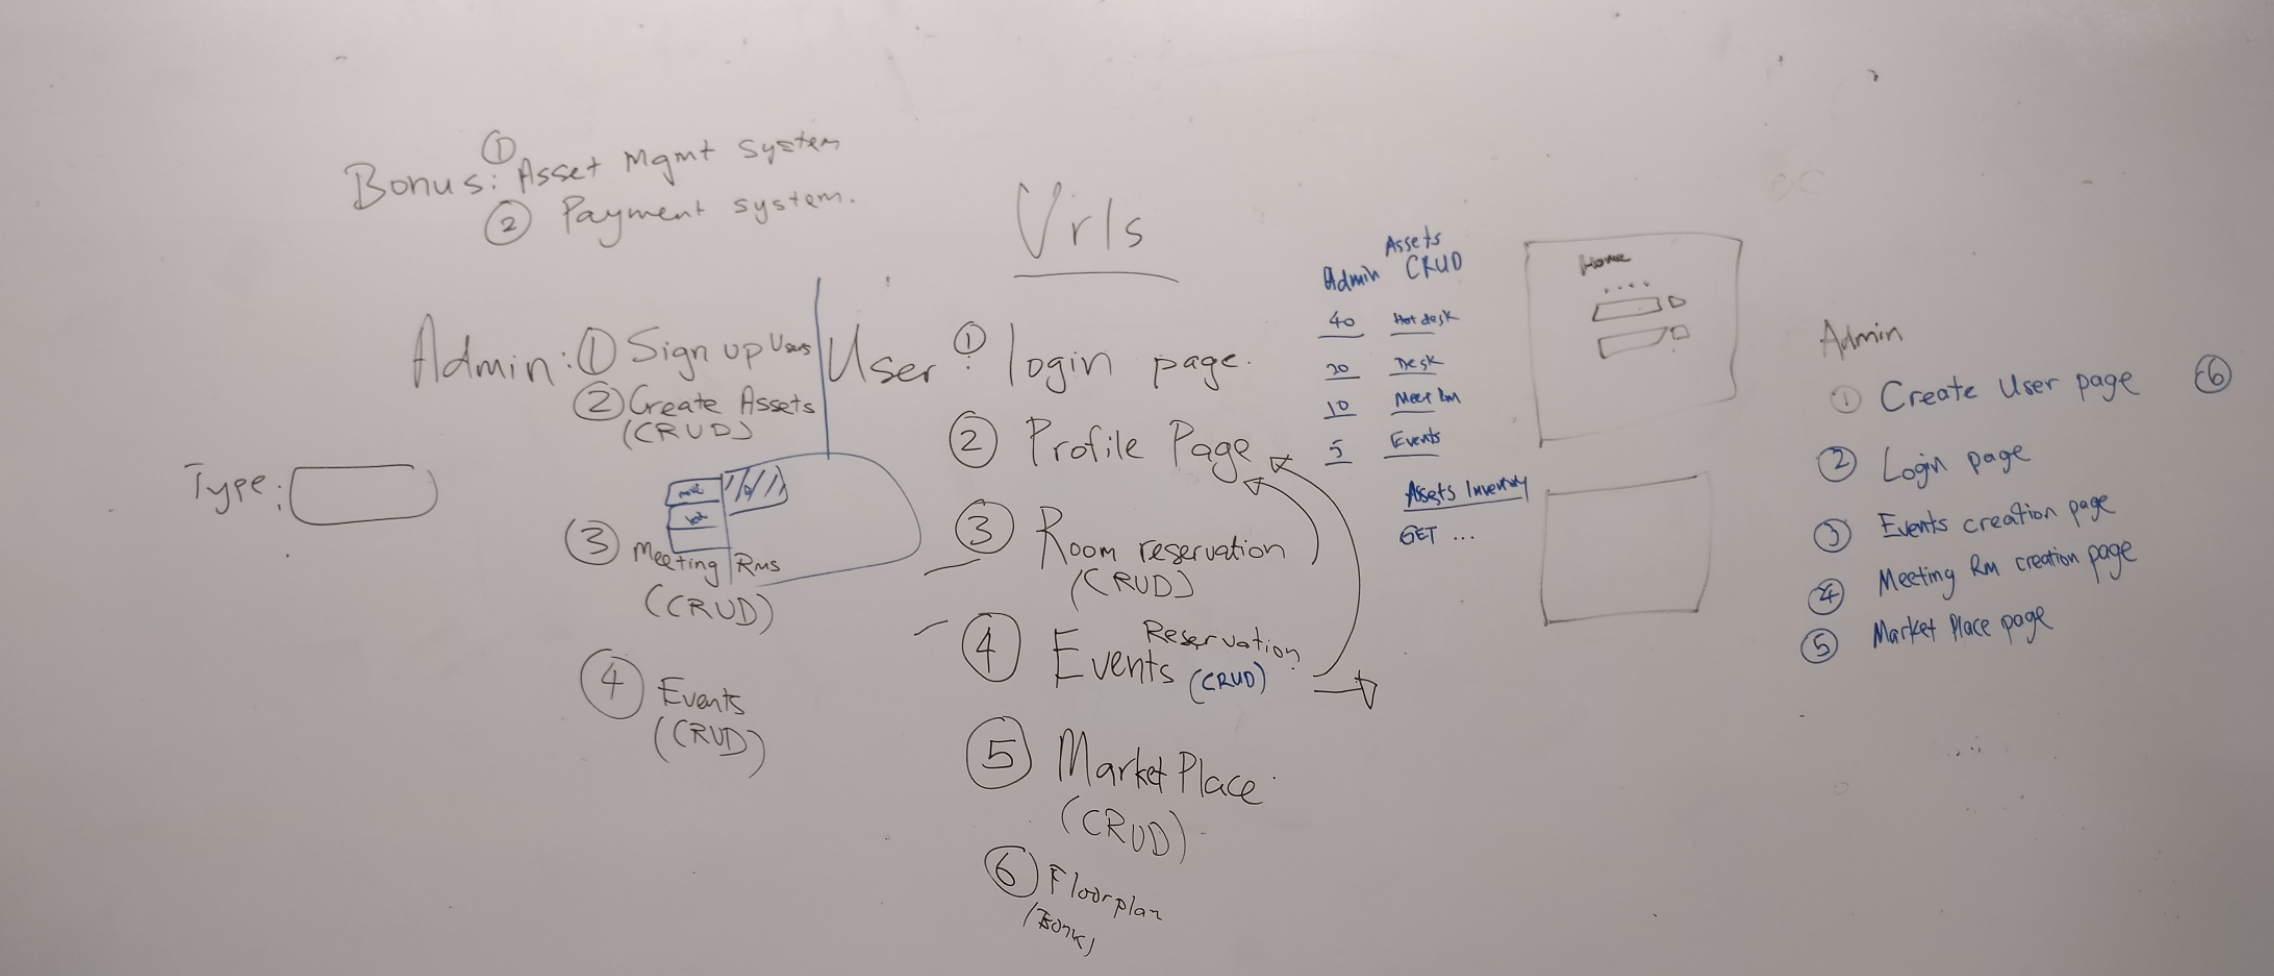 Bonus: ① Asset Mgmt system
② Payment system.
Urls
Admin: ① Sign up Users
② Create Assets
(CRUD)
Type:
③ Meeting Rms
(CRUD)
④ Events
(CRUD)
User: ① login page.
② Profile Page
③ Room reservation
(CRUD)
④ Events Reservation
(CRUD)
⑤ Market Place
(CRUD)
⑥ Floorplan
Assets
Admin CRUD
40 Hot desk
20 Desk
10 Meet Rm
5 Events
Assets Inventory
GET ...
Home
Admin
① Create User page ⑥
② Login page
③ Events creation page
④ Meeting Rm creation page
⑤ Market Place page